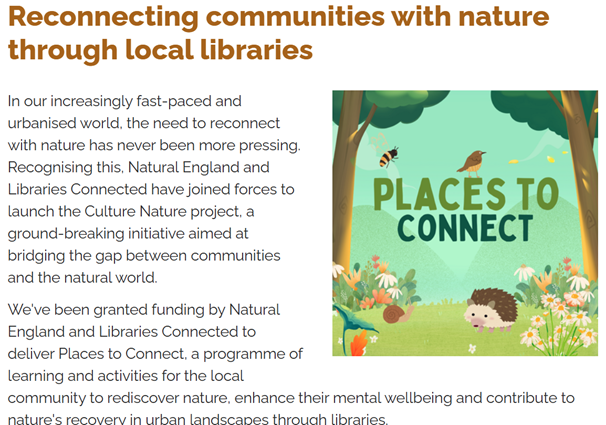 Reconnecting communities with nature
through local libraries
In our increasingly fast-paced and
urbanised world, the need to reconnect
with nature has never been more pressing.
Recognising this, Natural England and
Libraries Connected have joined forces to
launch the Culture Nature project, a
ground-breaking initiative aimed at
bridging the gap between communities
and the natural world.
We've been granted funding by Natural
England and Libraries Connected to
deliver Places to Connect, a programme of
learning and activities for the local
community to rediscover nature, enhance their mental wellbeing and contribute to
nature's recovery in urban landscapes through libraries.
PLACES TO
CONNECT